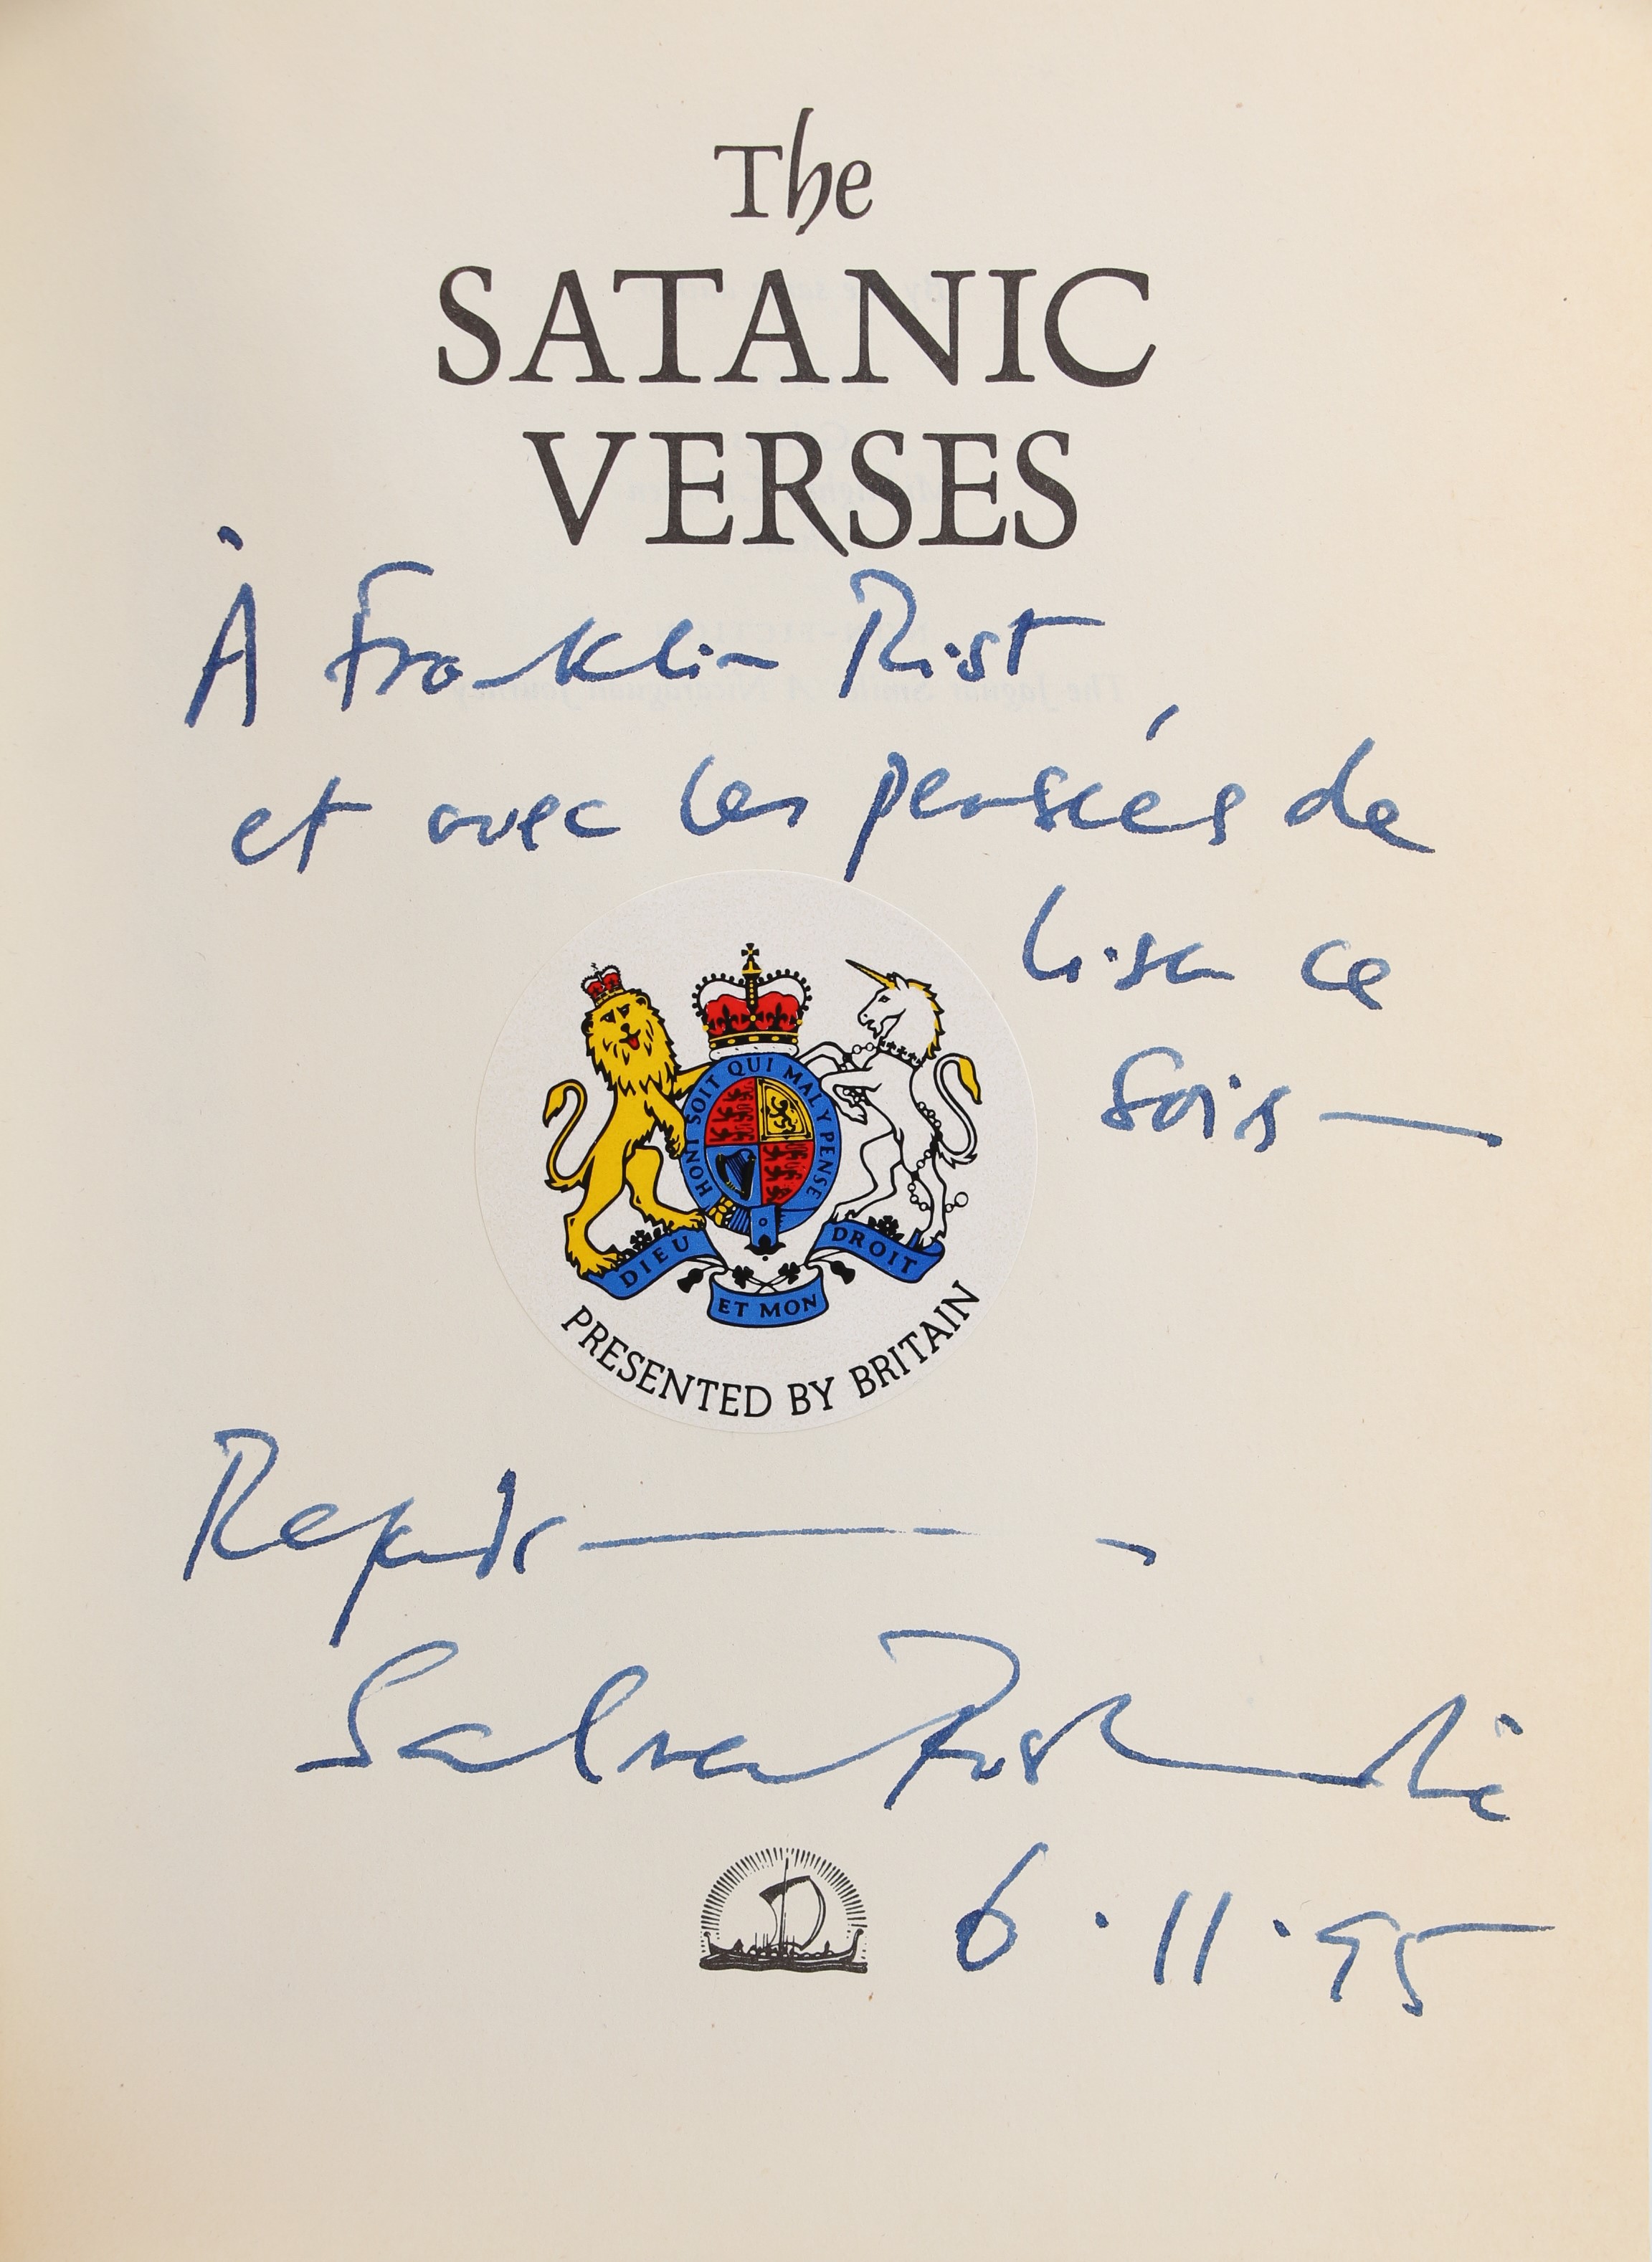 The
SATANIC
VERSES
À Franklin Rist
et avec les pensées de
Lisa ce
Soir —
HONI SOIT QUI MAL Y PENSE
DIEU ET MON DROIT
PRESENTED BY BRITAIN
Salman Rushdie
6.11.95